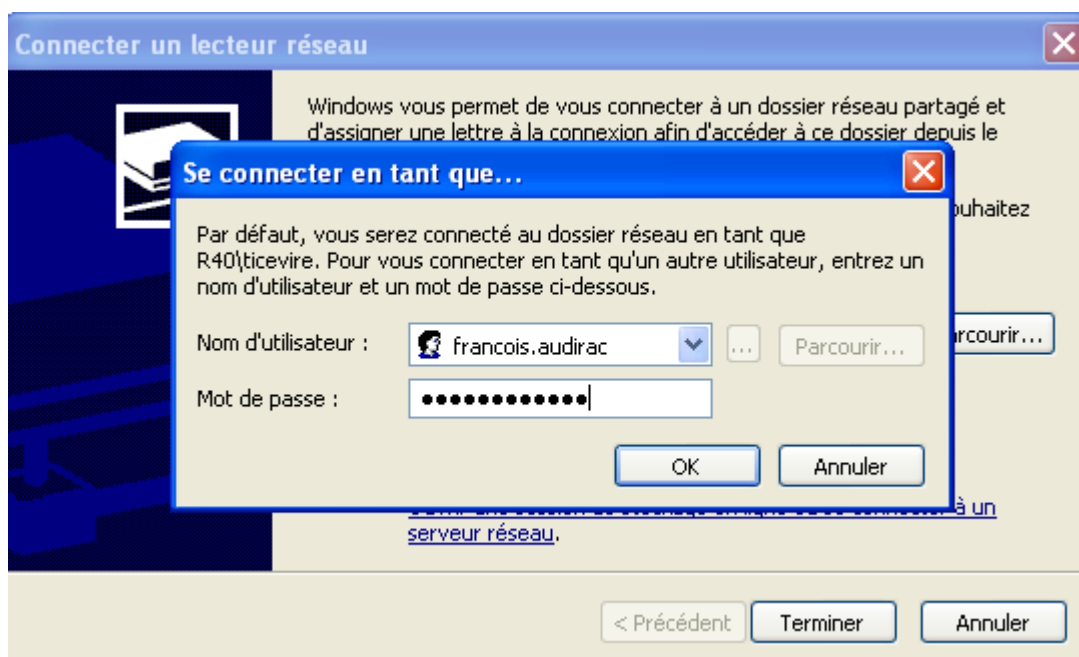 Connecter un lecteur réseau
Windows vous permet de vous connecter à un dossier réseau partagé et
d'assigner une lettre à la connexion afin d'accéder à ce dossier depuis le
Se connecter en tant que...
Par défaut, vous serez connecté au dossier réseau en tant que
R40\ticevire. Pour vous connecter en tant qu'un autre utilisateur, entrez un
nom d'utilisateur et un mot de passe ci-dessous.
Nom d'utilisateur : francois.audirac ... Parcourir...
Mot de passe : ●●●●●●●●●●●●
OK Annuler
à un
serveur réseau.
< Précédent Terminer Annuler